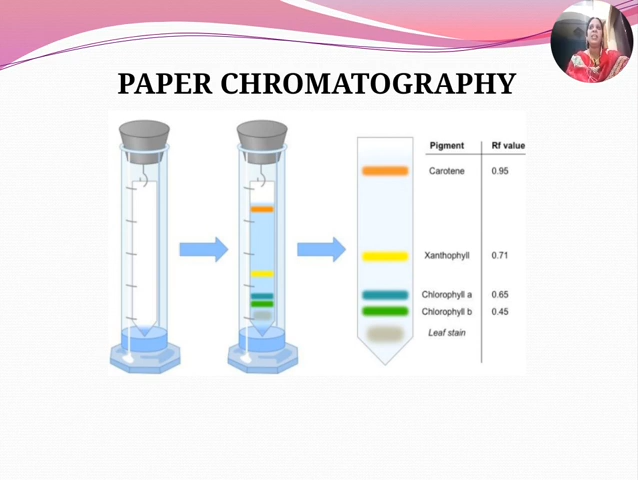 PAPER CHROMATOGRAPHY
Pigment Rf value
Carotene 0.95
Xanthophyll 0.71
Chlorophyll a 0.65
Chlorophyll b 0.45
Leaf stain